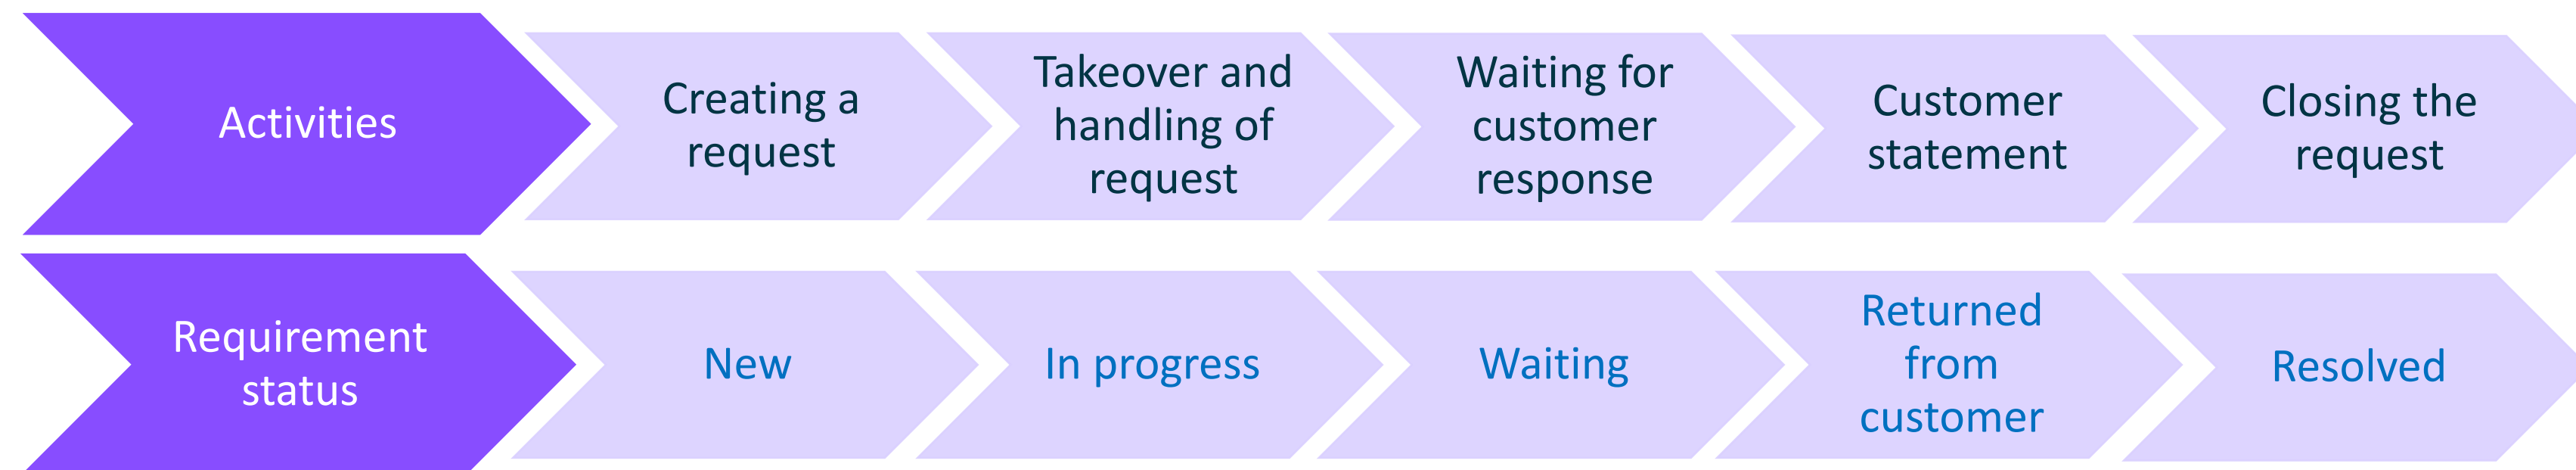 Activities
Creating a
request
Takeover and
handling of
request
Waiting for
customer
response
Customer
statement
Closing the
request
Requirement
status
New
In progress
Waiting
Returned
from
customer
Resolved